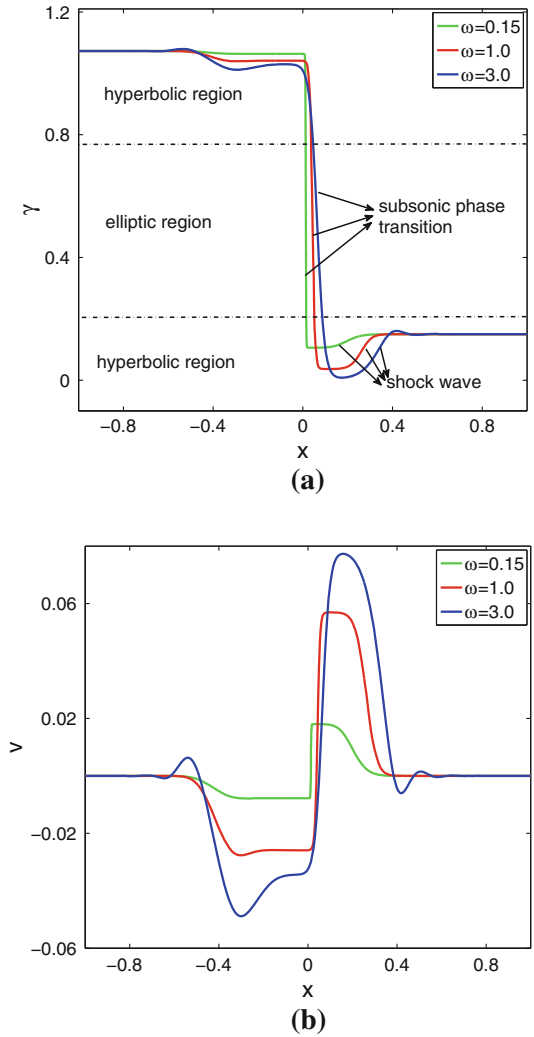 1.2
0.8
0.4
0
γ
ω=0.15
ω=1.0
ω=3.0
hyperbolic region
elliptic region
subsonic phase
transition
hyperbolic region
shock wave
−0.8
−0.4
0
0.4
0.8
x
(a)
0.06
0.02
−0.02
−0.06
v
ω=0.15
ω=1.0
ω=3.0
−0.8
−0.4
0
0.4
0.8
x
(b)